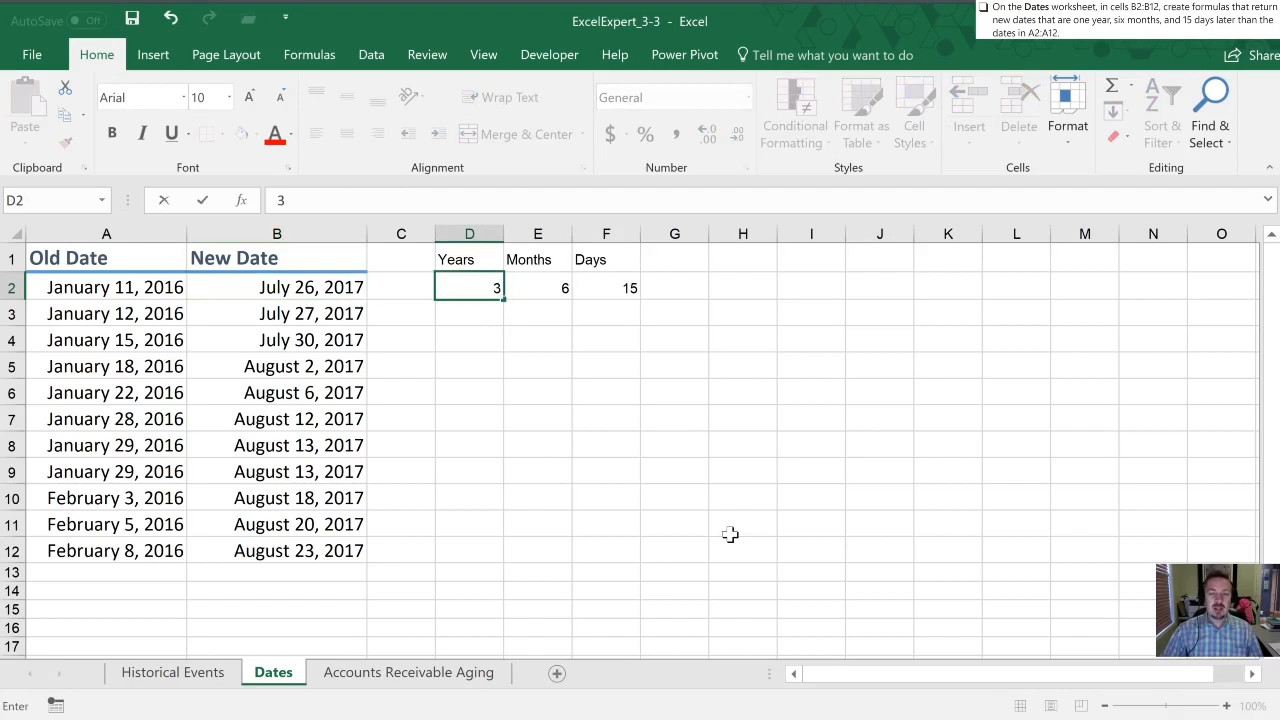 AutoSave Off
ExcelExpert_3-3 - Excel
On the Dates worksheet, in cells B2:B12, create formulas that return
new dates that are one year, six months, and 15 days later than the
dates in A2:A12.
File Home Insert Page Layout Formulas Data Review View Developer Help Power Pivot Tell me what you want to do Share
Arial 10 Wrap Text General
Paste B I U A Merge & Center $ % , Conditional Formatting Format as Table Cell Styles Insert Delete Format Sort & Filter Find & Select
Clipboard Font Alignment Number Styles Cells Editing
D2 fx 3
A B C D E F G H I J K L M N O
1 Old Date New Date Years Months Days
2 January 11, 2016 July 26, 2017 3 6 15
3 January 12, 2016 July 27, 2017
4 January 15, 2016 July 30, 2017
5 January 18, 2016 August 2, 2017
6 January 22, 2016 August 6, 2017
7 January 28, 2016 August 12, 2017
8 January 29, 2016 August 13, 2017
9 January 29, 2016 August 13, 2017
10 February 3, 2016 August 18, 2017
11 February 5, 2016 August 20, 2017
12 February 8, 2016 August 23, 2017
13
14
15
16
17
Historical Events Dates Accounts Receivable Aging
Enter 100%